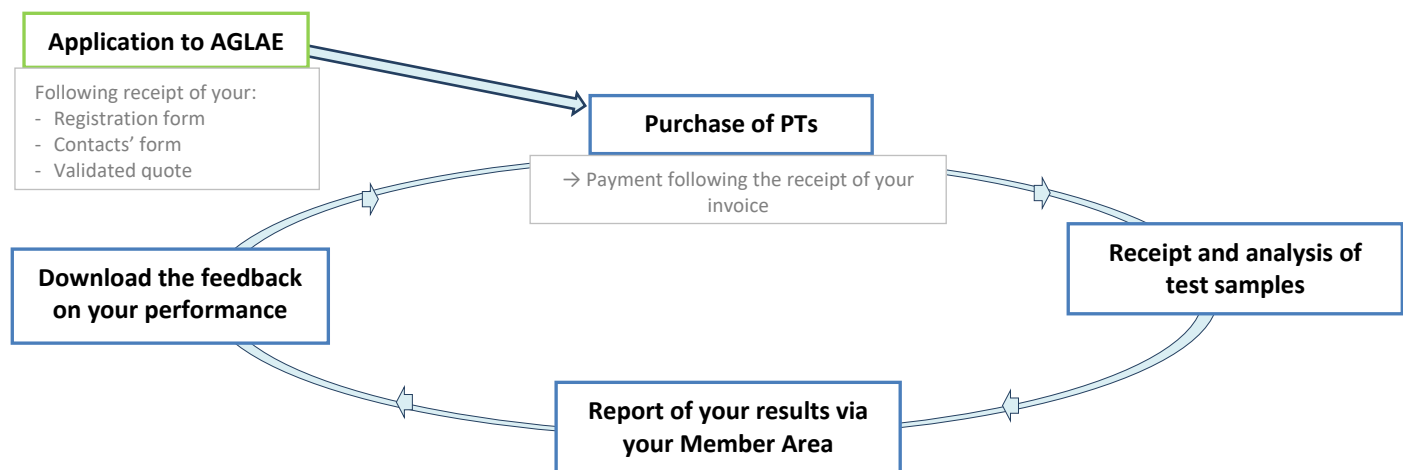 Application to AGLAE
Following receipt of your:
- Registration form
- Contacts’ form
- Validated quote
Purchase of PTs
→ Payment following the receipt of your
invoice
Receipt and analysis of
test samples
Report of your results via
your Member Area
Download the feedback
on your performance